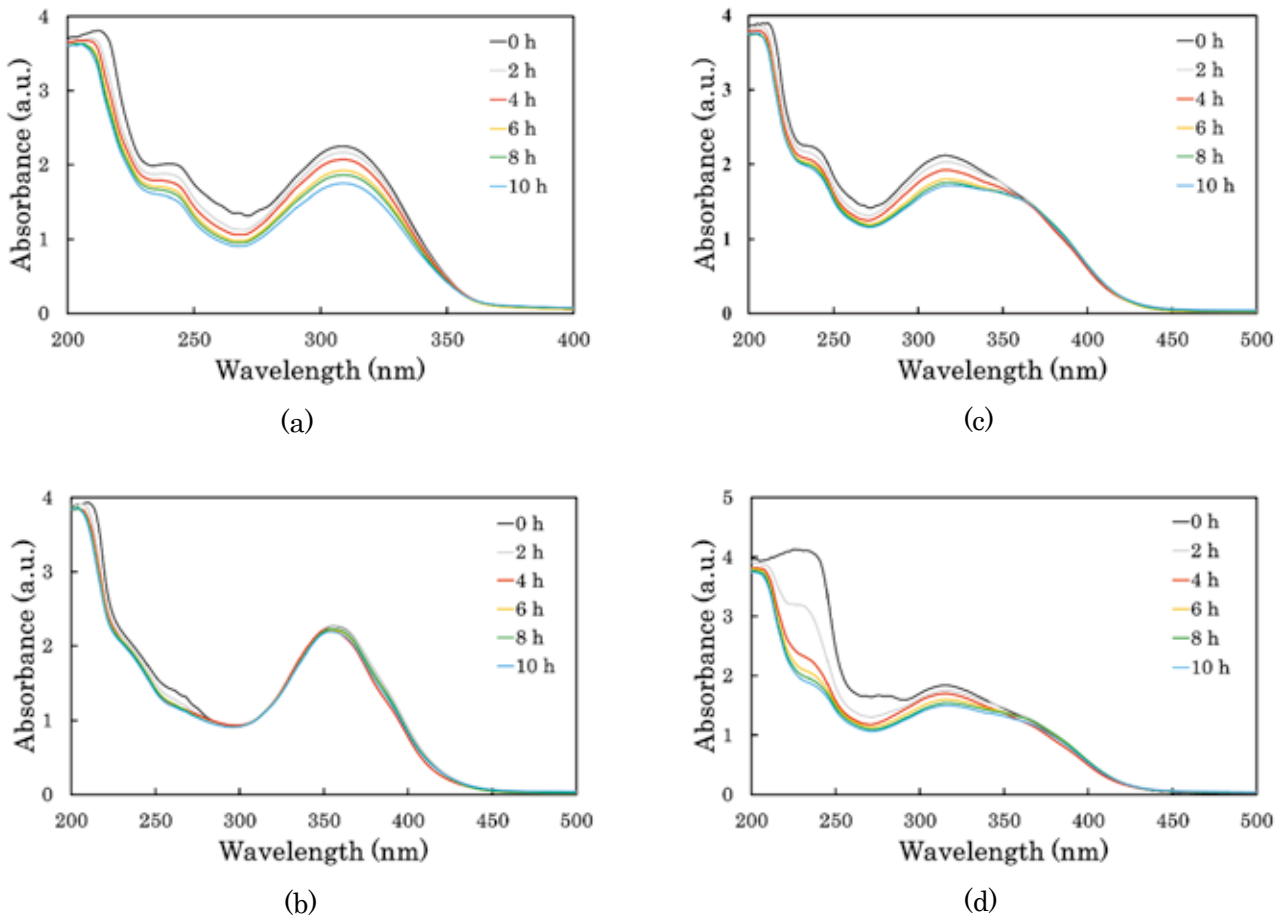 4
3
2
1
0
Absorbance (a.u.)
0 h
2 h
4 h
6 h
8 h
10 h
200 250 300 350 400
Wavelength (nm)
(a)
4
3
2
1
0
Absorbance (a.u.)
0 h
2 h
4 h
6 h
8 h
10 h
200 250 300 350 400 450 500
Wavelength (nm)
(c)
4
3
2
1
0
Absorbance (a.u.)
0 h
2 h
4 h
6 h
8 h
10 h
200 250 300 350 400 450 500
Wavelength (nm)
(b)
5
4
3
2
1
0
Absorbance (a.u.)
0 h
2 h
4 h
6 h
8 h
10 h
200 250 300 350 400 450 500
Wavelength (nm)
(d)